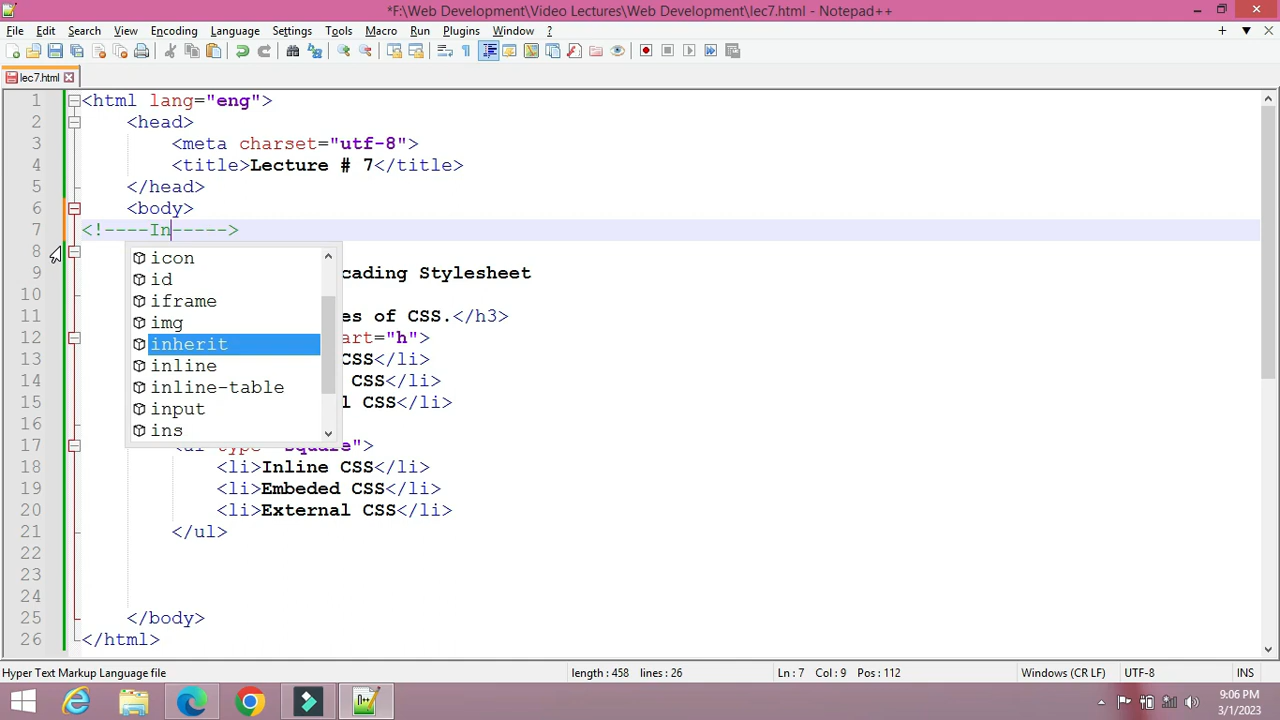 *F:\Web Development\Video Lectures\Web Development\lec7.html - Notepad++
File Edit Search View Encoding Language Settings Tools Macro Run Plugins Window ?
lec7.html
1 <html lang="eng">
2 <head>
3 <meta charset="utf-8">
4 <title>Lecture # 7</title>
5 </head>
6 <body>
7 <!----In----->
8
icon
9 cading Stylesheet
id
10
iframe
11 es of CSS.</h3>
img
12 art="h">
inherit
13 CSS</li>
inline
14 CSS</li>
inline-table
15 l CSS</li>
input
16
ins
17 "Square">
18 <li>Inline CSS</li>
19 <li>Embeded CSS</li>
20 <li>External CSS</li>
21 </ul>
22
23
24
25 </body>
26 </html>
Hyper Text Markup Language file length : 458 lines : 26 Ln : 7 Col : 9 Pos : 112 Windows (CR LF) UTF-8 INS
9:06 PM
3/1/2023